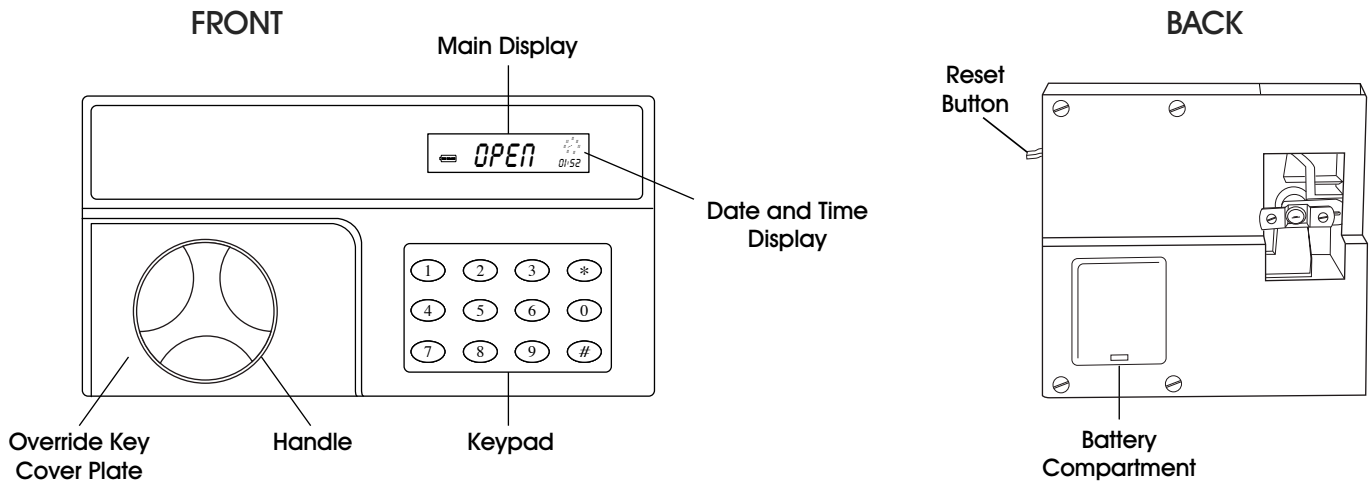 FRONT
Main Display
OPEN
01:52
Date and Time
Display
1 2 3 *
4 5 6 0
7 8 9 #
Override Key
Cover Plate
Handle
Keypad
BACK
Reset
Button
Battery
Compartment